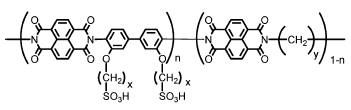 O O O O
N N N N (CH₂)y
O O O O O O O O
(CH₂)x (CH₂)x n 1-n
SO₃H SO₃H